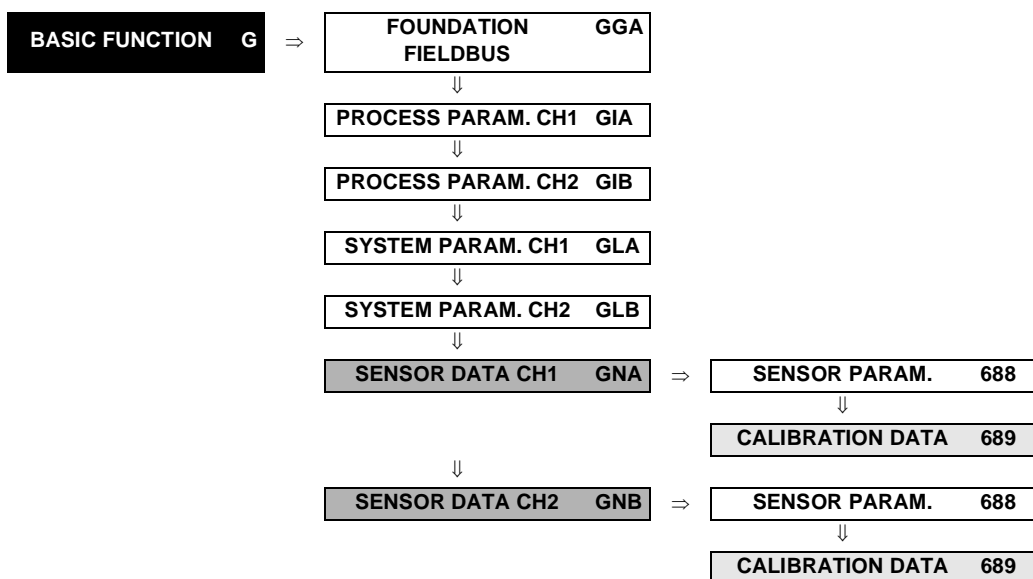 BASIC FUNCTION G ⇒ FOUNDATION GGA
FIELDBUS
⇓
PROCESS PARAM. CH1 GIA
⇓
PROCESS PARAM. CH2 GIB
⇓
SYSTEM PARAM. CH1 GLA
⇓
SYSTEM PARAM. CH2 GLB
⇓
SENSOR DATA CH1 GNA ⇒ SENSOR PARAM. 688
⇓
CALIBRATION DATA 689
⇓
SENSOR DATA CH2 GNB ⇒ SENSOR PARAM. 688
⇓
CALIBRATION DATA 689